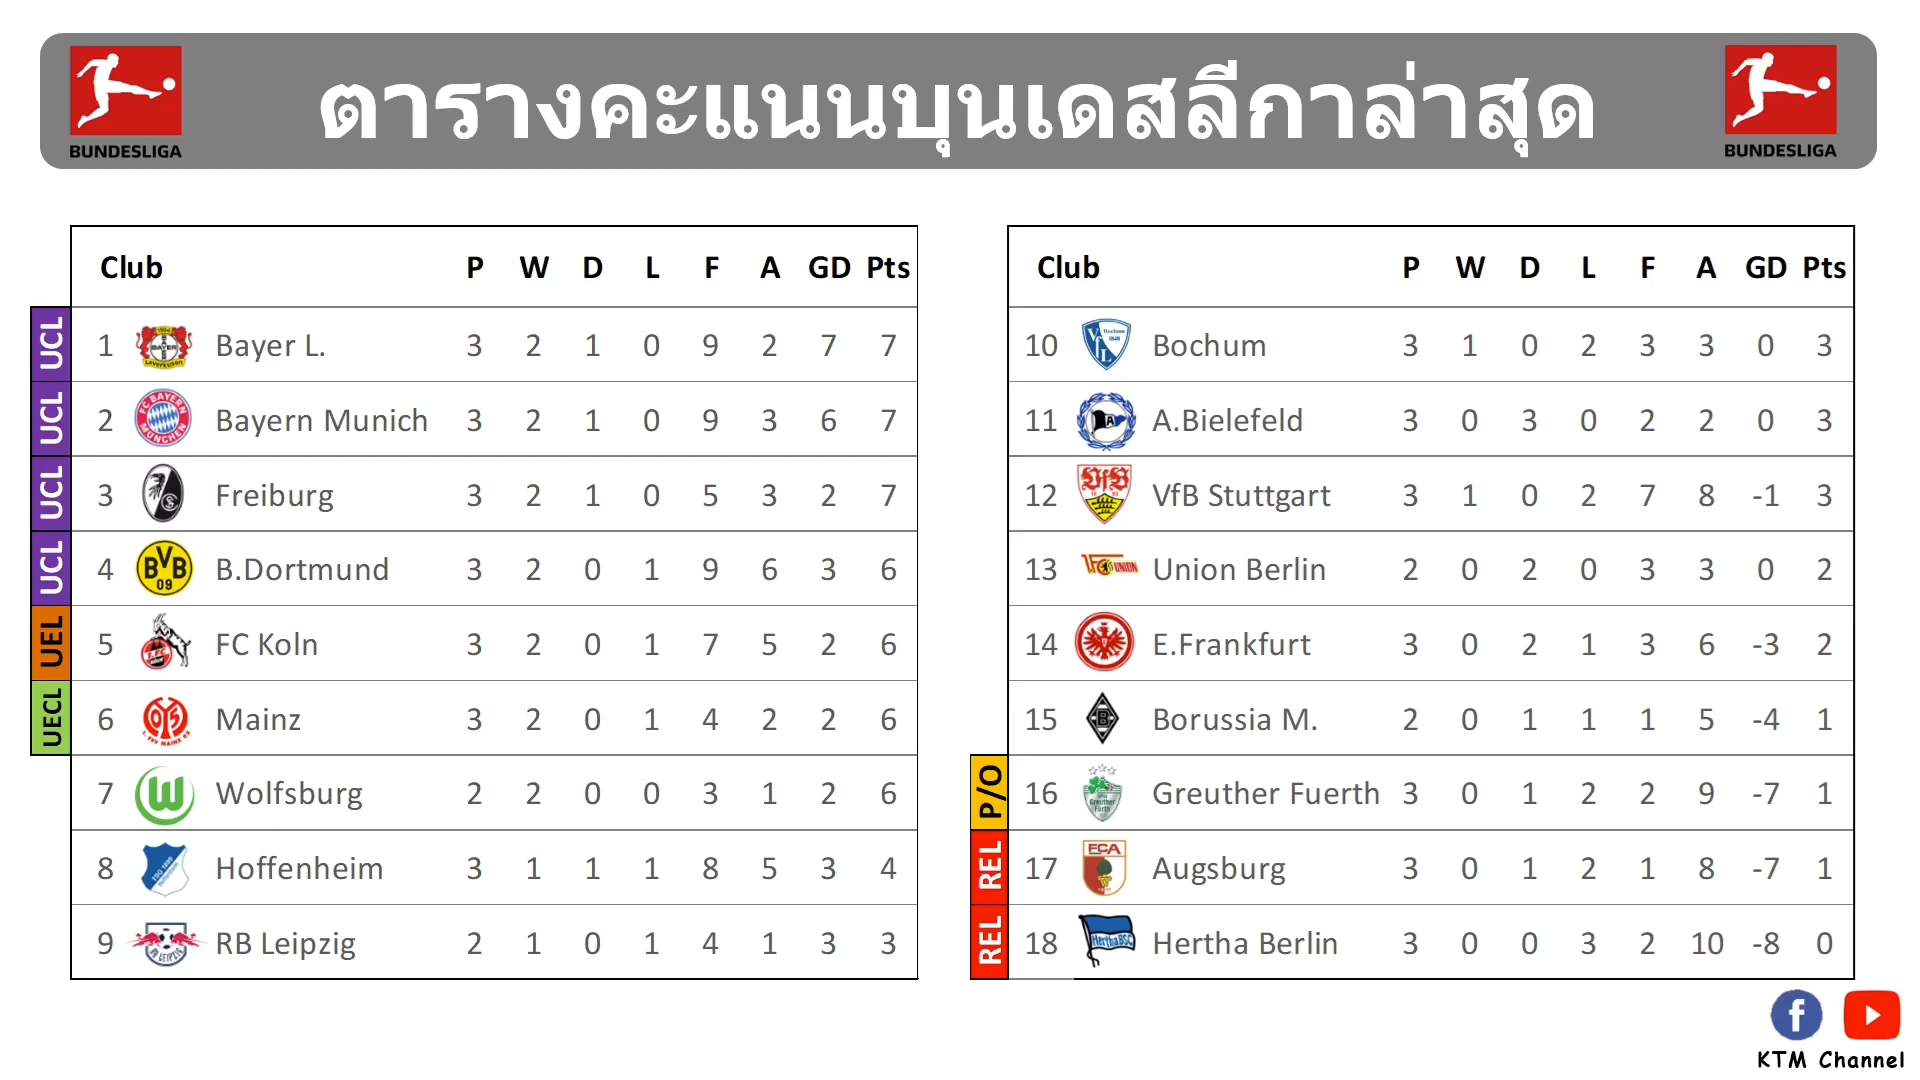 ตารางคะแนนบุนเดสลีกาล่าสุด
BUNDESLIGA
BUNDESLIGA
Club P W D L F A GD Pts
UCL 1 Bayer L. 3 2 1 0 9 2 7 7
UCL 2 Bayern Munich 3 2 1 0 9 3 6 7
UCL 3 Freiburg 3 2 1 0 5 3 2 7
UCL 4 B.Dortmund 3 2 0 1 9 6 3 6
UEL 5 FC Koln 3 2 0 1 7 5 2 6
UECL 6 Mainz 3 2 0 1 4 2 2 6
7 Wolfsburg 2 2 0 0 3 1 2 6
8 Hoffenheim 3 1 1 1 8 5 3 4
9 RB Leipzig 2 1 0 1 4 1 3 3
Club P W D L F A GD Pts
10 Bochum 3 1 0 2 3 3 0 3
11 A.Bielefeld 3 0 3 0 2 2 0 3
12 VfB Stuttgart 3 1 0 2 7 8 -1 3
13 Union Berlin 2 0 2 0 3 3 0 2
14 E.Frankfurt 3 0 2 1 3 6 -3 2
15 Borussia M. 2 0 1 1 1 5 -4 1
P/O 16 Greuther Fuerth 3 0 1 2 2 9 -7 1
REL 17 Augsburg 3 0 1 2 1 8 -7 1
REL 18 Hertha Berlin 3 0 0 3 2 10 -8 0
KTM Channel